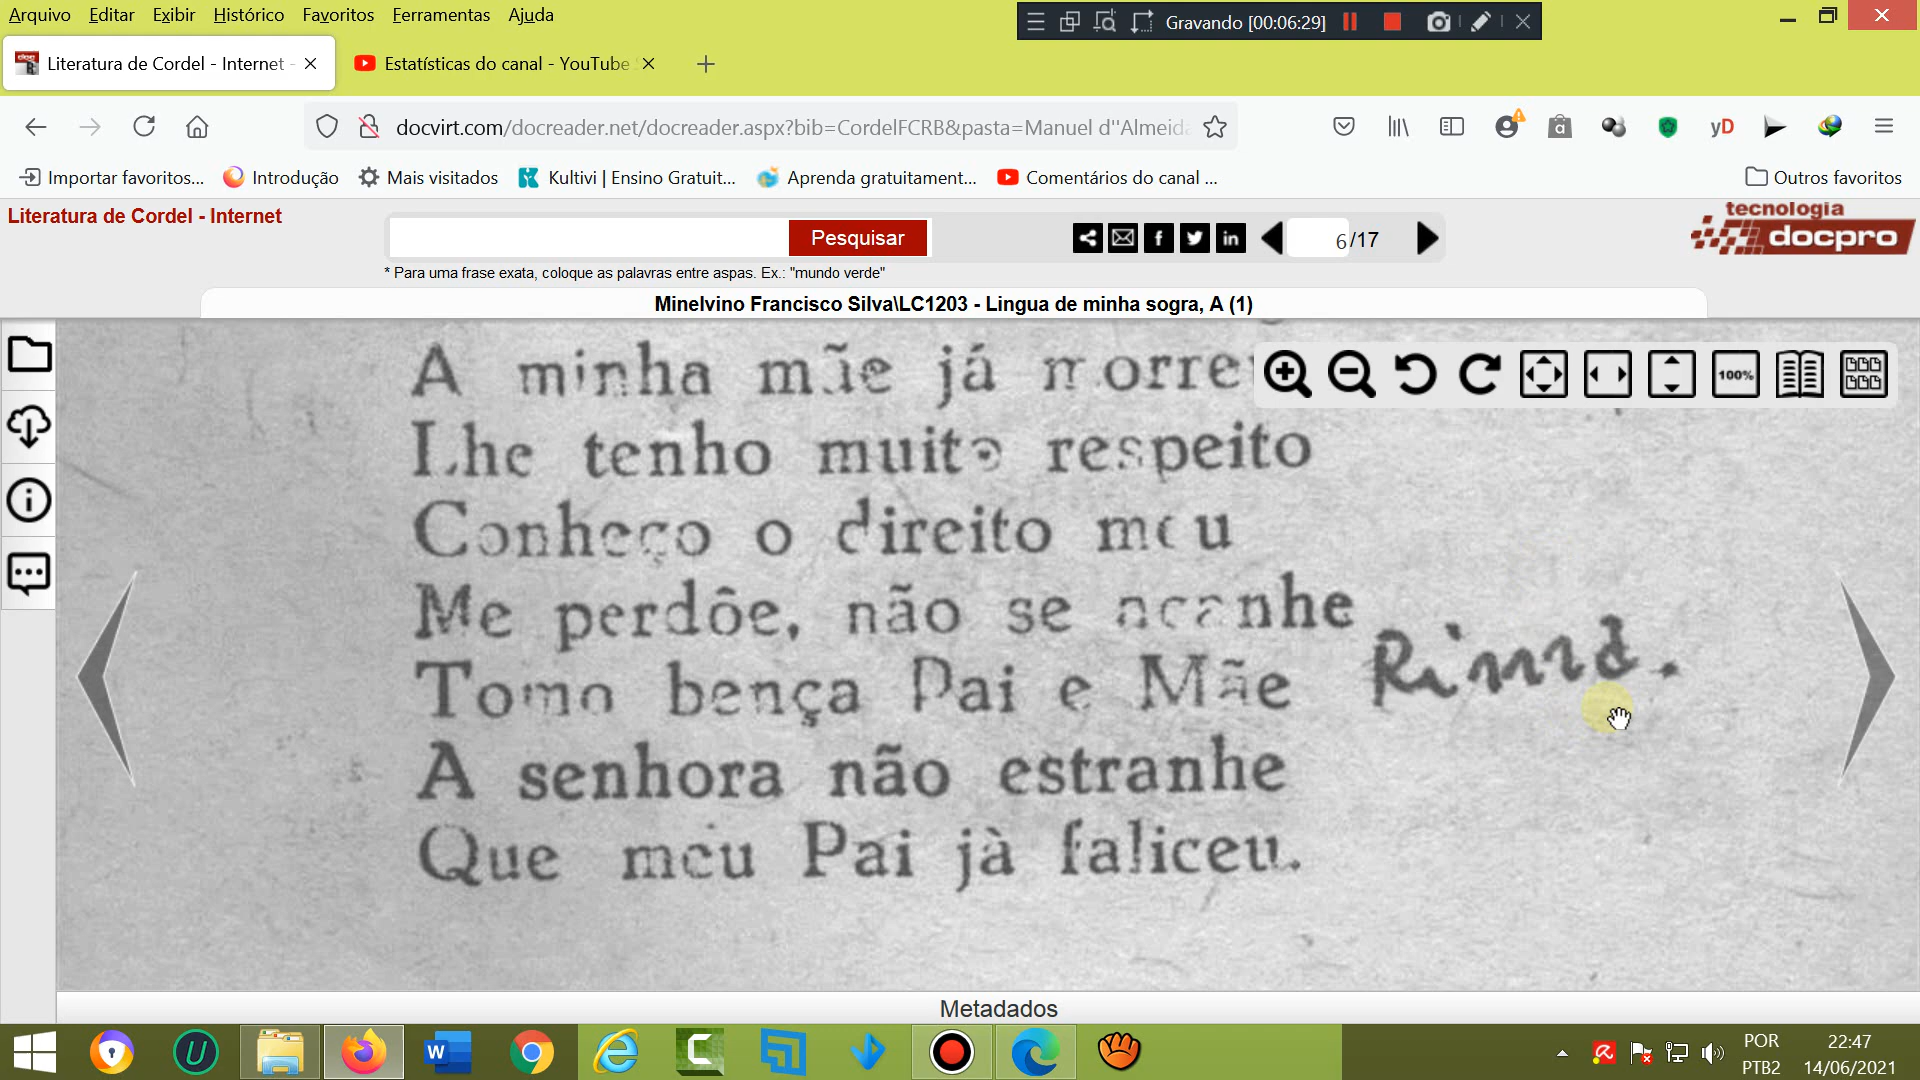 Arquivo Editar Exibir Histórico Favoritos Ferramentas Ajuda
Gravando [00:06:29]
Literatura de Cordel - Internet -
Estatísticas do canal - YouTube
docvirt.com/docreader.net/docreader.aspx?bib=CordelFCRB&pasta=Manuel d''Almeida
Importar favoritos... Introdução Mais visitados Kultivi | Ensino Gratuit... Aprenda gratuitament... Comentários do canal ... Outros favoritos
Literatura de Cordel - Internet
Pesquisar
6/17
tecnologia
docpro
* Para uma frase exata, coloque as palavras entre aspas. Ex.: "mundo verde"
Minelvino Francisco Silva\LC1203 - Lingua de minha sogra, A (1)
100%
A minha mãe já morreu
Lhe tenho muito respeito
Conheço o direito meu
Me perdôe, não se acanhe
Tomo bença Pai e Mãe
A senhora não estranhe
Que meu Pai jà faliceu.
Metadados
POR
PTB2
22:47
14/06/2021